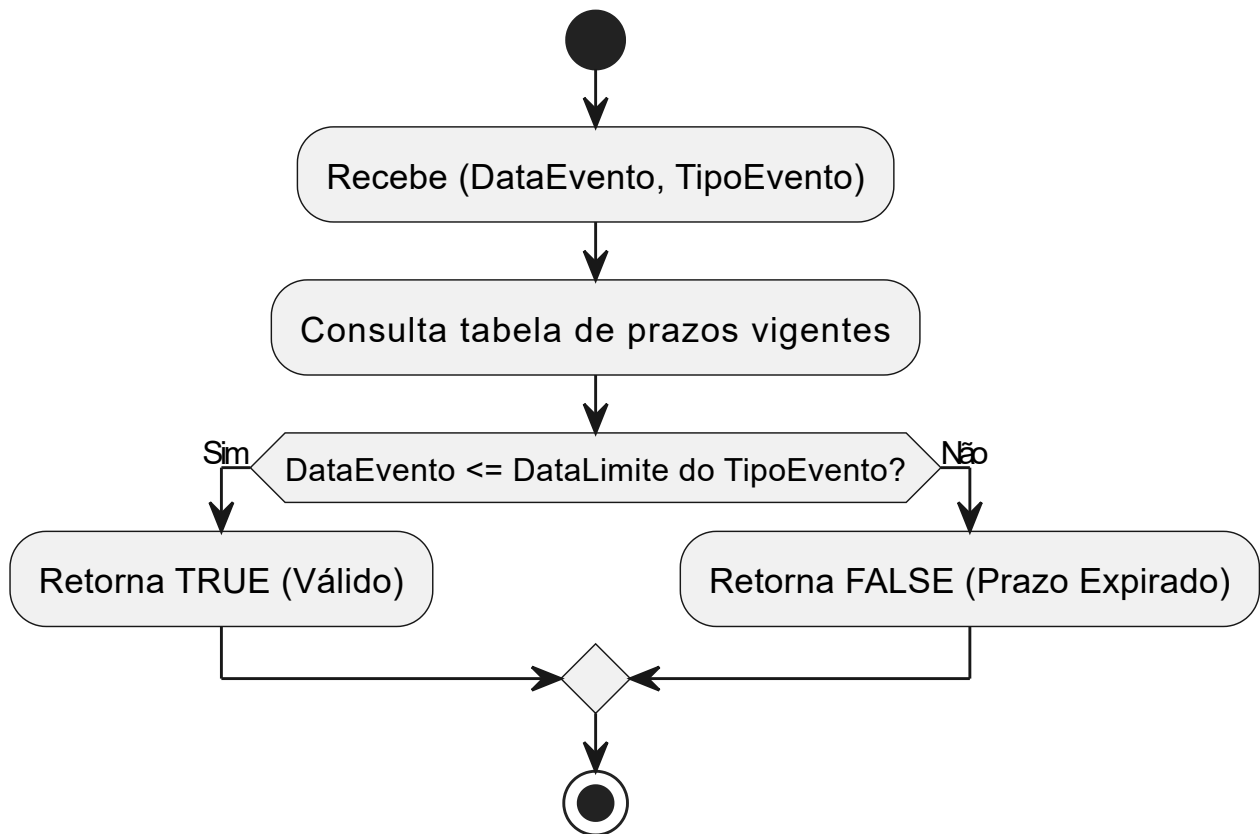 Recebe (DataEvento, TipoEvento)
Consulta tabela de prazos vigentes
Sim
DataEvento <= DataLimite do TipoEvento?
Não
Retorna TRUE (Válido)
Retorna FALSE (Prazo Expirado)